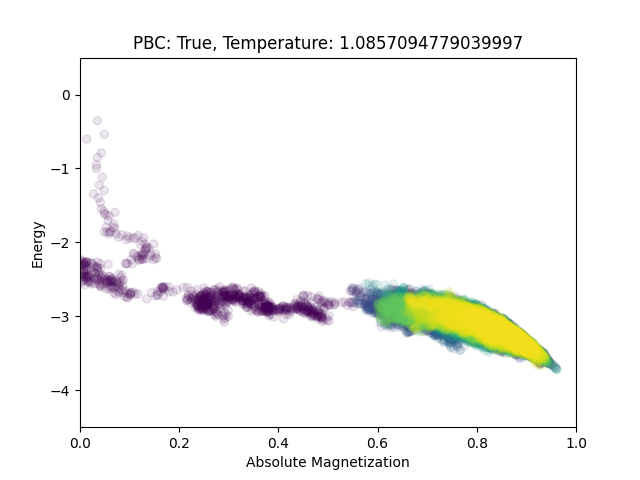 PBC: True, Temperature: 1.0857094779039997
0
−1
−2
−3
−4
Energy
0.0 0.2 0.4 0.6 0.8 1.0
Absolute Magnetization